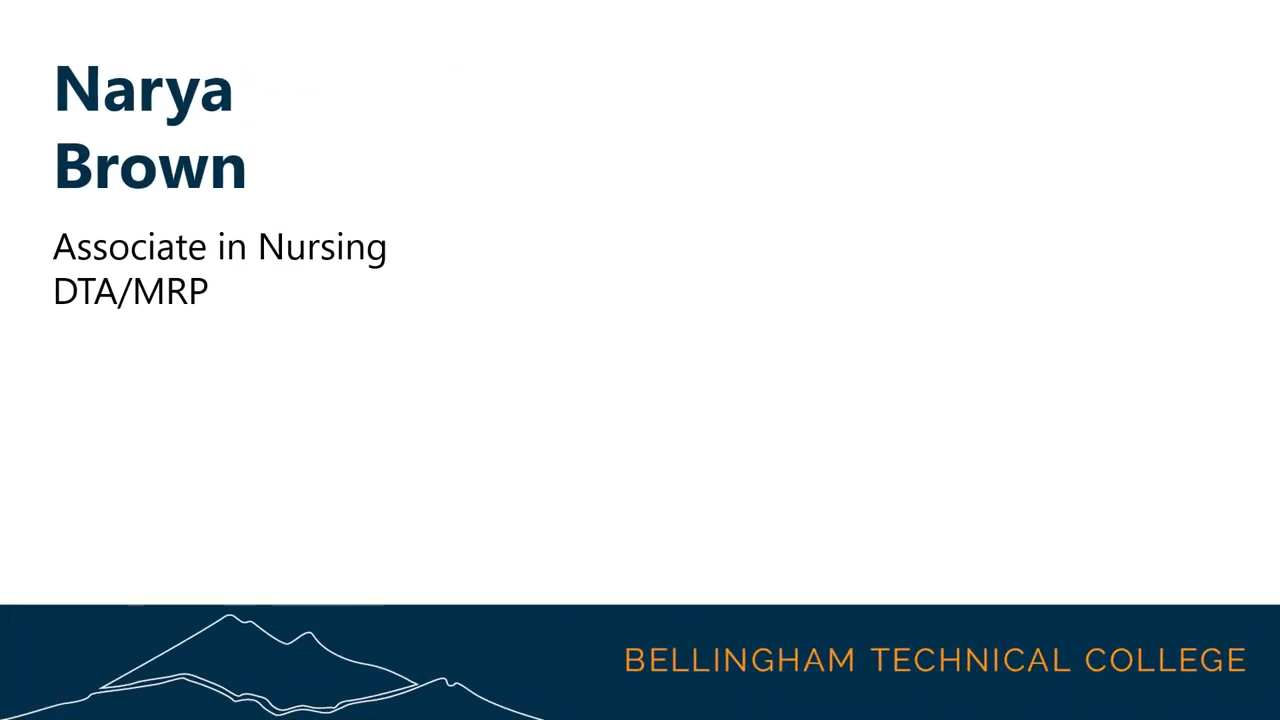 Narya
Brown
Associate in Nursing
DTA/MRP
BELLINGHAM TECHNICAL COLLEGE